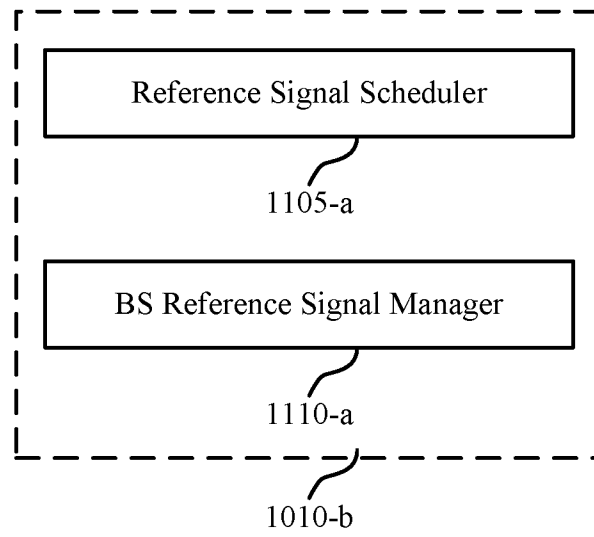 Reference Signal Scheduler
1105-a
BS Reference Signal Manager
1110-a
1010-b